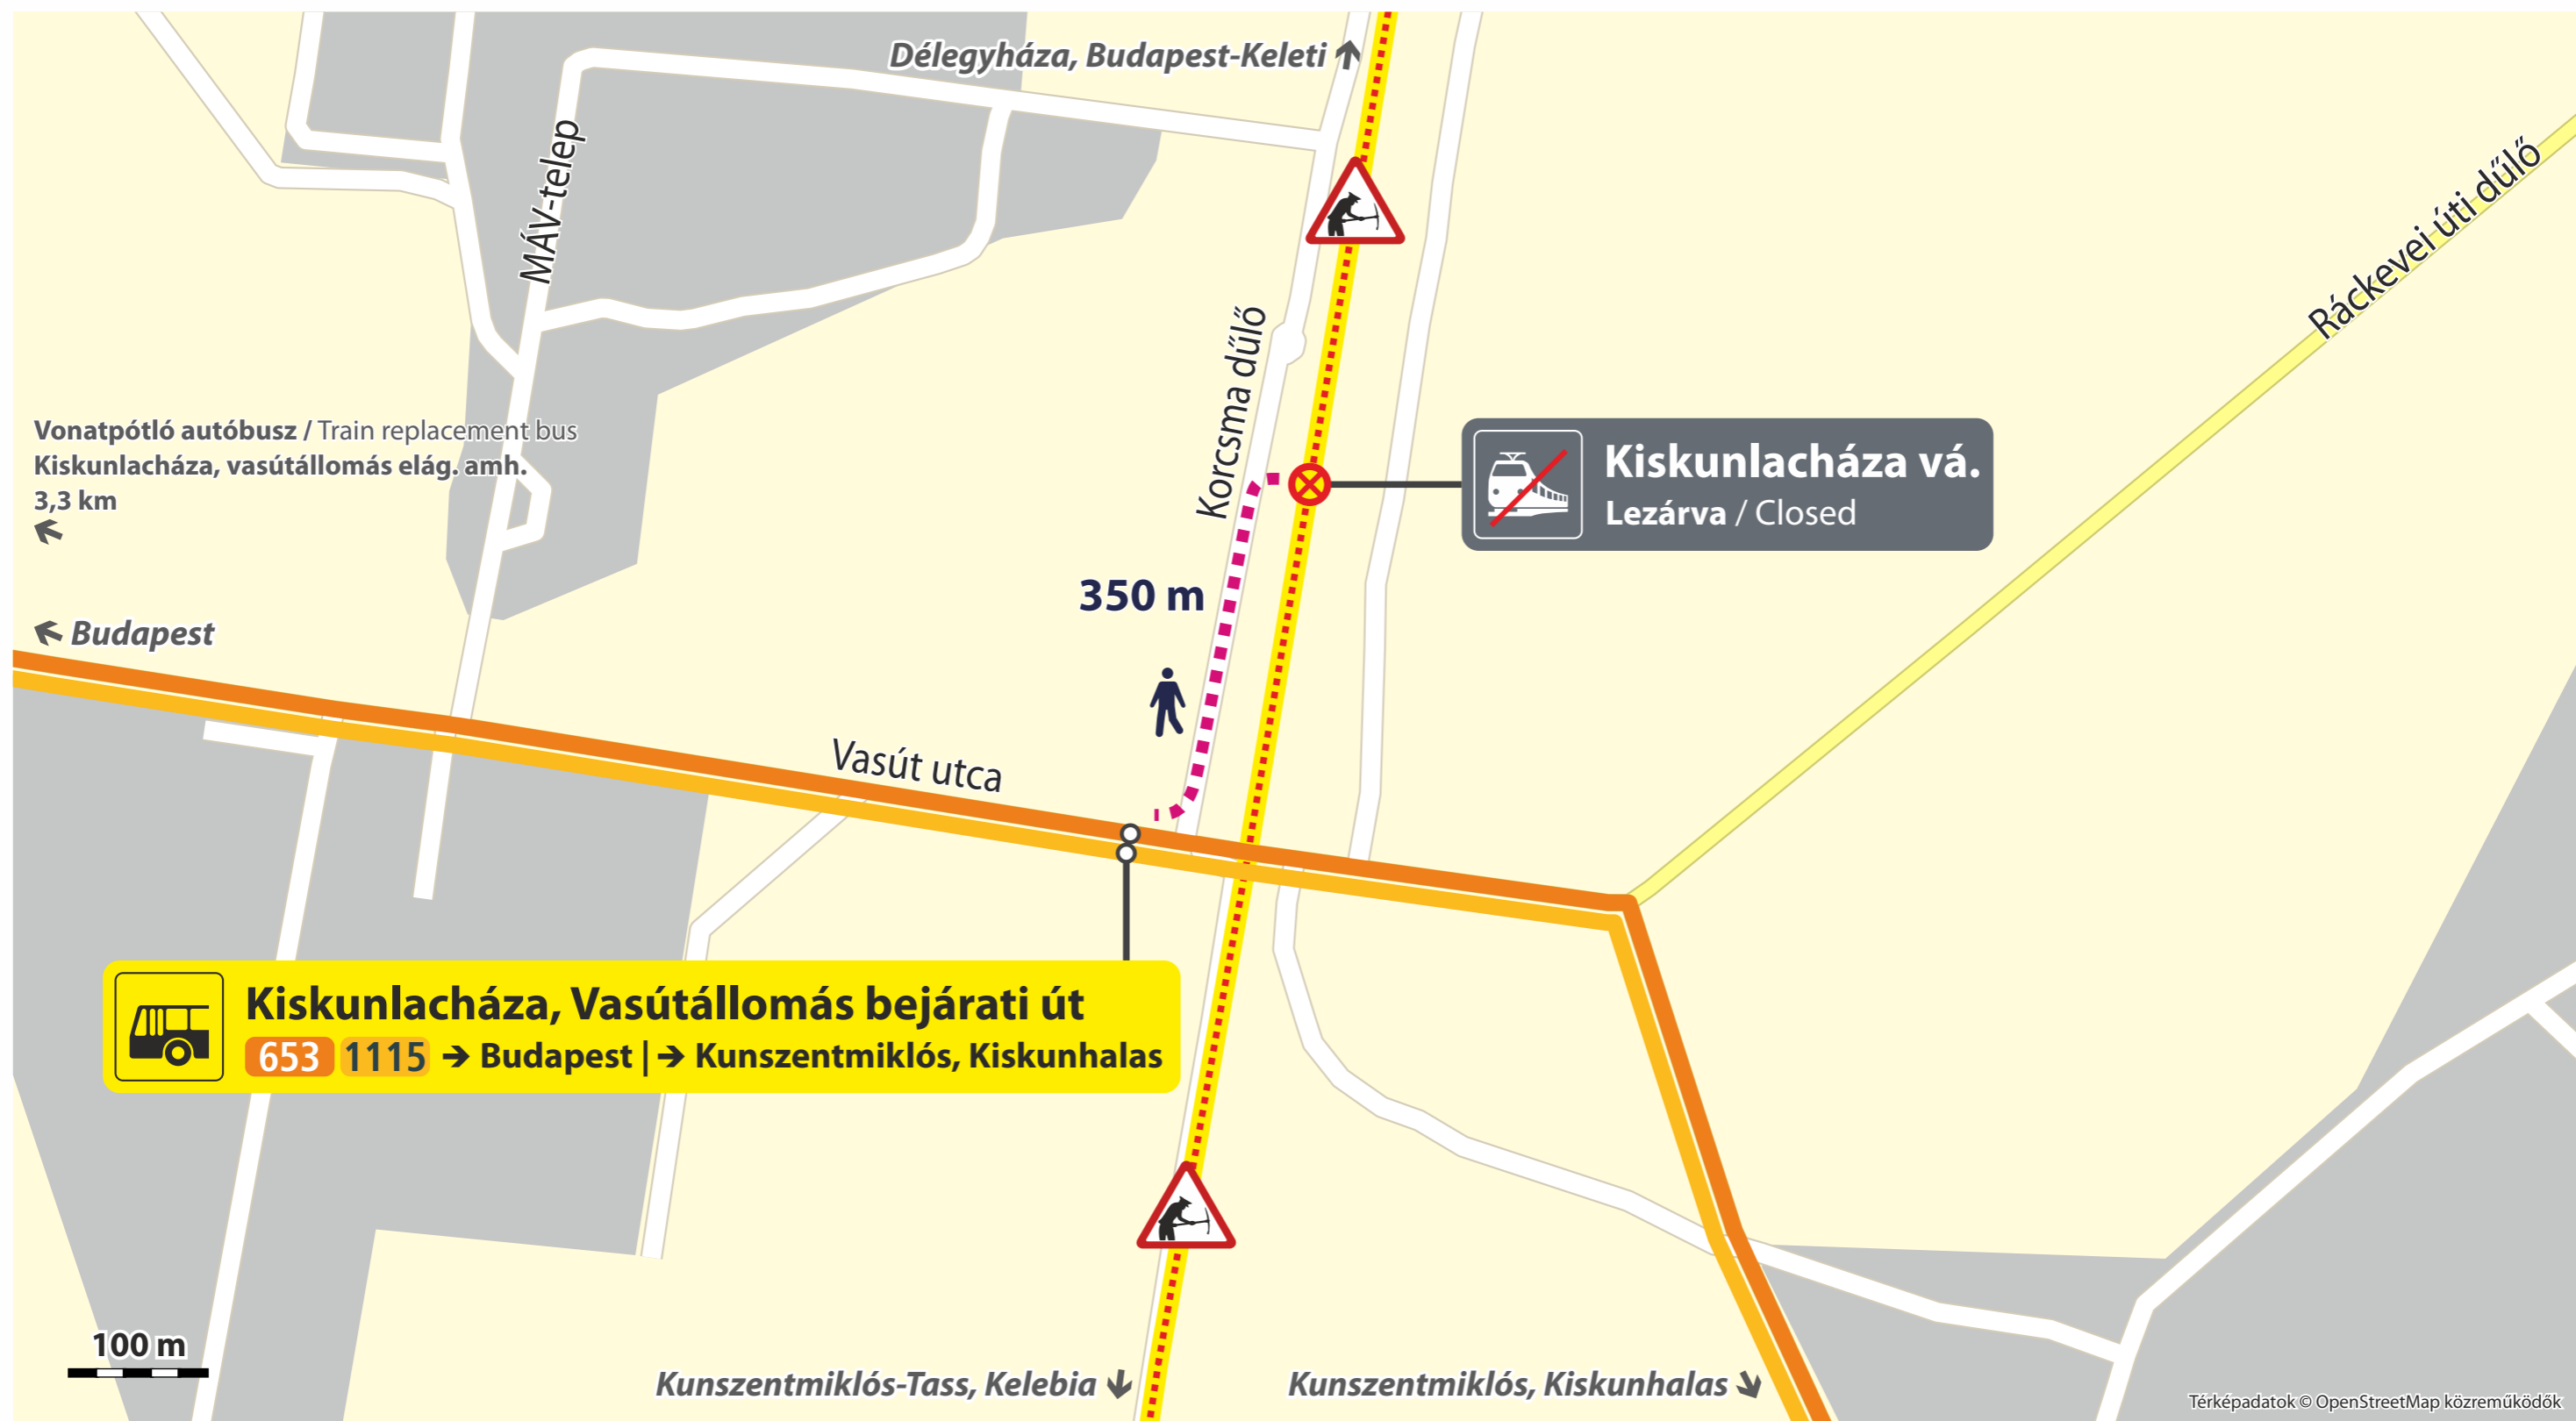 Délegyháza, Budapest-Keleti
MÁV-telep
Ráckevei úti dűlő
Korcsma dűlő
Vonatpótló autóbusz / Train replacement bus
Kiskunlacháza, vasútállomás elág. amh.
3,3 km
Kiskunlacháza vá.
Lezárva / Closed
350 m
Budapest
Vasút utca
Kiskunlacháza, Vasútállomás bejárati út
653 1115 ➔ Budapest | ➔ Kunszentmiklós, Kiskunhalas
100 m
Kunszentmiklós-Tass, Kelebia
Kunszentmiklós, Kiskunhalas
Térképadatok © OpenStreetMap közreműködők